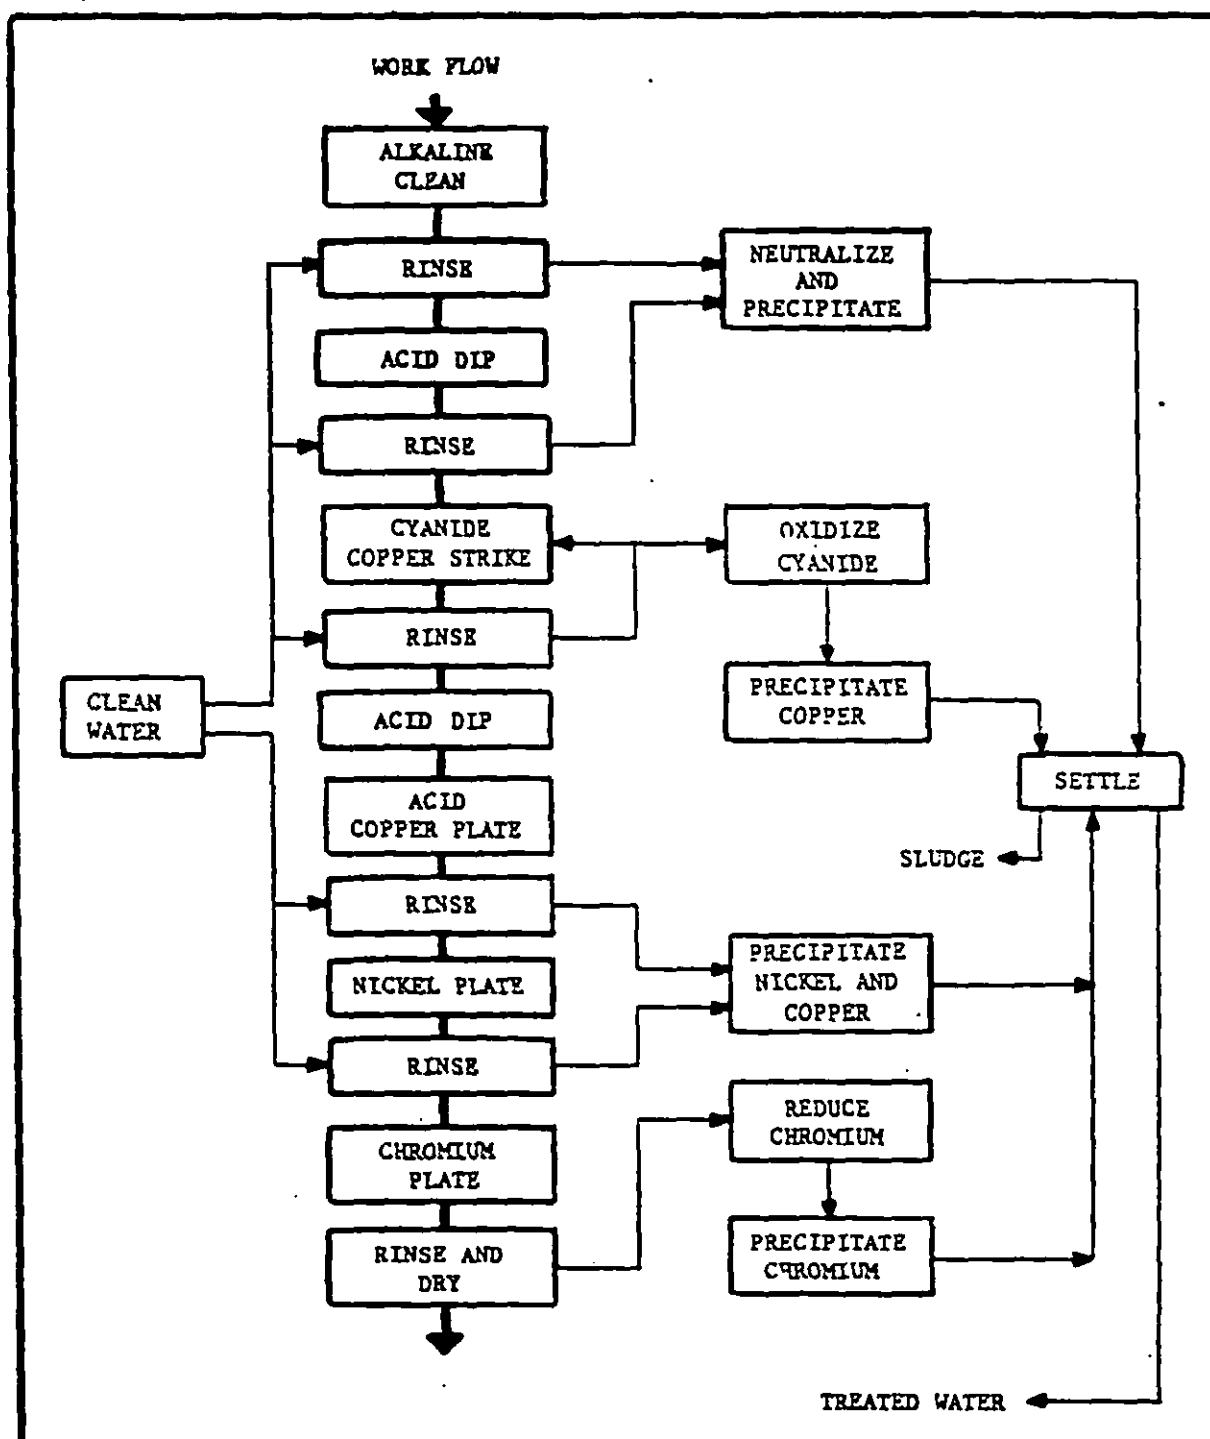 WORK FLOW
ALKALINE
CLEAN
RINSE
NEUTRALIZE
AND
PRECIPITATE
ACID DIP
RINSE
CYANIDE
COPPER STRIKE
OXIDIZE
CYANIDE
RINSE
CLEAN
WATER
PRECIPITATE
COPPER
ACID DIP
SETTLE
ACID
COPPER PLATE
SLUDGE
RINSE
PRECIPITATE
NICKEL AND
COPPER
NICKEL PLATE
RINSE
REDUCE
CHROMIUM
CHROMIUM
PLATE
PRECIPITATE
CHROMIUM
RINSE AND
DRY
TREATED WATER